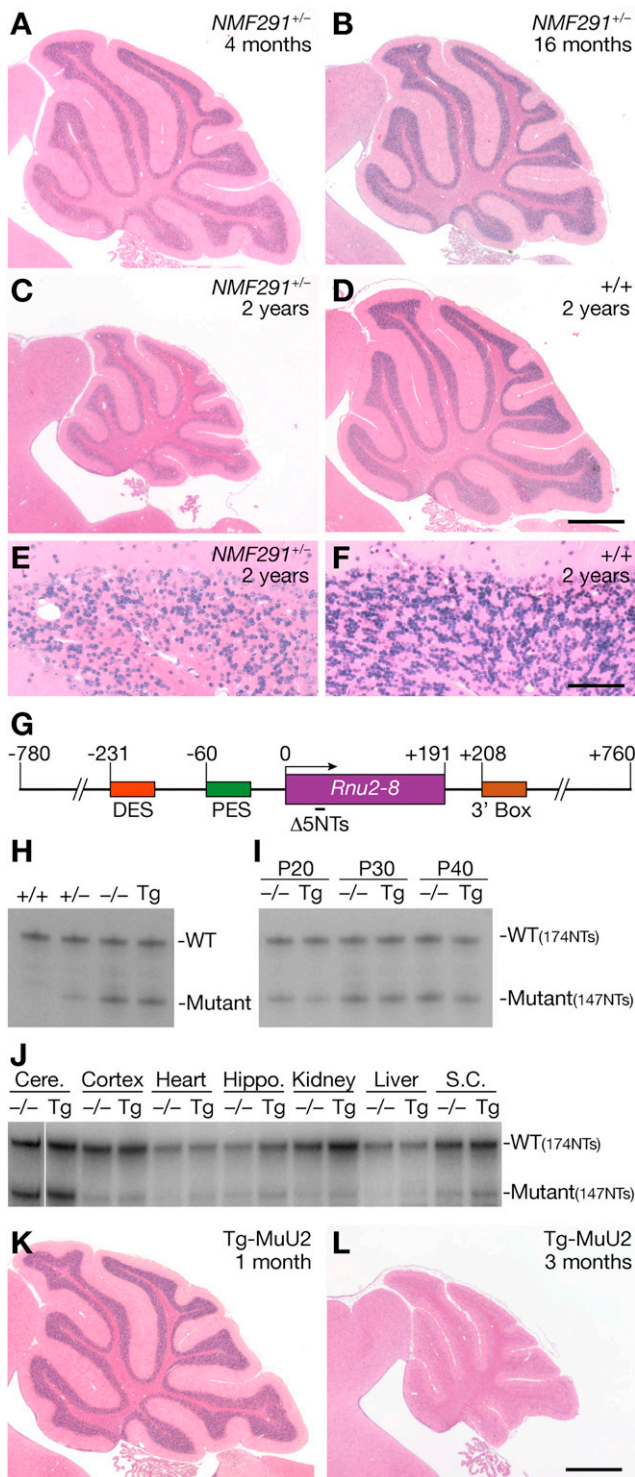 A NMF291+/- 4 months
B NMF291+/- 16 months
C NMF291+/- 2 years
D +/+ 2 years
E NMF291+/- 2 years
F +/+ 2 years
G
-780 -231 -60 0 +191 +208 +760
DES PES Rnu2-8 3' Box
Δ5NTs
H
+/+ +/– –/– Tg
-WT
-Mutant
I
P20 P30 P40
–/– Tg –/– Tg –/– Tg
-WT(174NTs)
-Mutant(147NTs)
J
Cere. Cortex Heart Hippo. Kidney Liver S.C.
–/– Tg –/– Tg –/– Tg –/– Tg –/– Tg –/– Tg –/– Tg
-WT(174NTs)
-Mutant(147NTs)
K Tg-MuU2 1 month
L Tg-MuU2 3 months